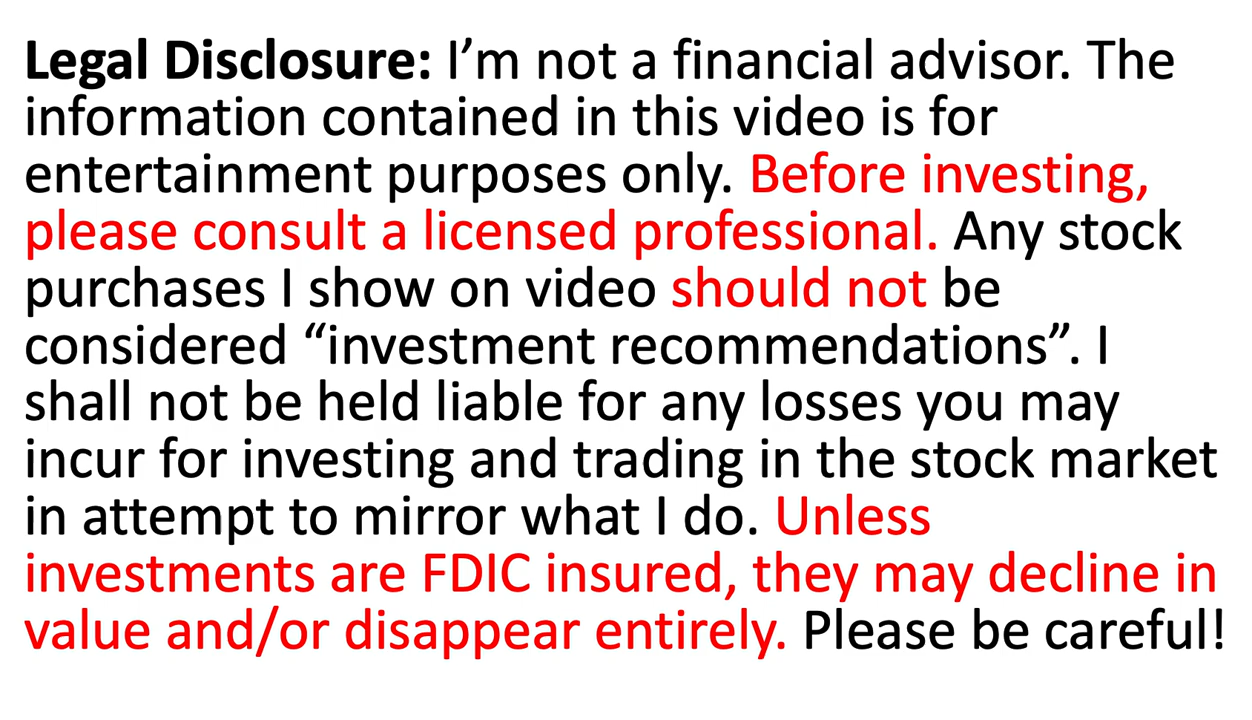 Legal Disclosure: I’m not a financial advisor. The
information contained in this video is for
entertainment purposes only. Before investing,
please consult a licensed professional. Any stock
purchases I show on video should not be
considered “investment recommendations”. I
shall not be held liable for any losses you may
incur for investing and trading in the stock market
in attempt to mirror what I do. Unless
investments are FDIC insured, they may decline in
value and/or disappear entirely. Please be careful!